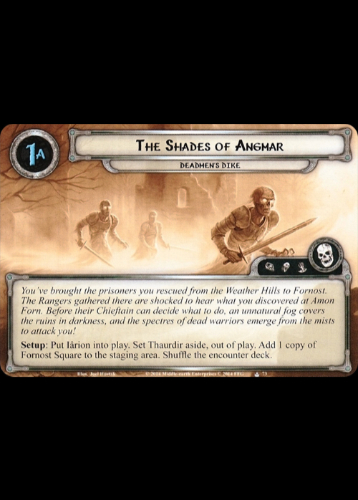 1A
THE SHADES OF ANGMAR
DEADMEN'S DIKE
You've brought the prisoners you rescued from the Weather Hills to Fornost.
The Rangers gathered there are shocked to hear what you discovered at Amon
Forn. Before their Chieftain can decide what to do, an unnatural fog covers
the ruins in darkness, and the spectres of dead warriors emerge from the mists
to attack you!
Setup: Put Iârion into play. Set Thaurdir aside, out of play. Add 1 copy of
Fornost Square to the staging area. Shuffle the encounter deck.